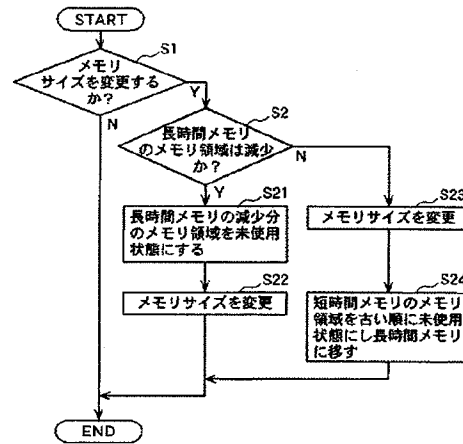 START
S1
メモリ
サイズを変更する
か？
Y
N
S2
長時間メモリ
のメモリ領域は減少
か？
N
Y
S21
長時間メモリの減少分
のメモリ領域を未使用
状態にする
S22
メモリサイズを変更
S23
メモリサイズを変更
S24
短時間メモリのメモリ
領域を古い順に未使用
状態にし長時間メモリ
に移す
END